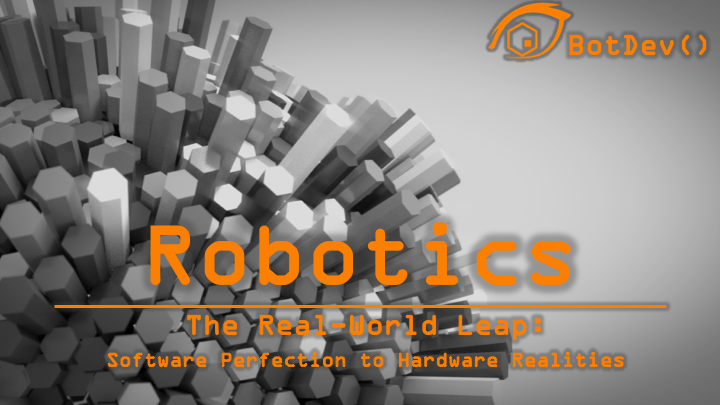 BotDev()
Robotics
The Real-World Leap:
Software Perfection to Hardware Realities